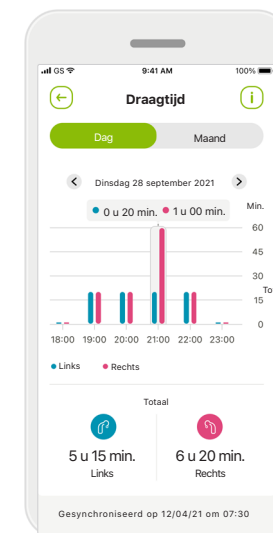 GS 9:41 AM 100%
Draagtijd
Dag Maand
Dinsdag 28 september 2021
0 u 20 min. 1 u 00 min.
Min.
60
45
30
To
15
0
18:00 19:00 20:00 21:00 22:00 23:00
Links Rechts
Totaal
5 u 15 min. 6 u 20 min.
Links Rechts
Gesynchroniseerd op 12/04/21 om 07:30